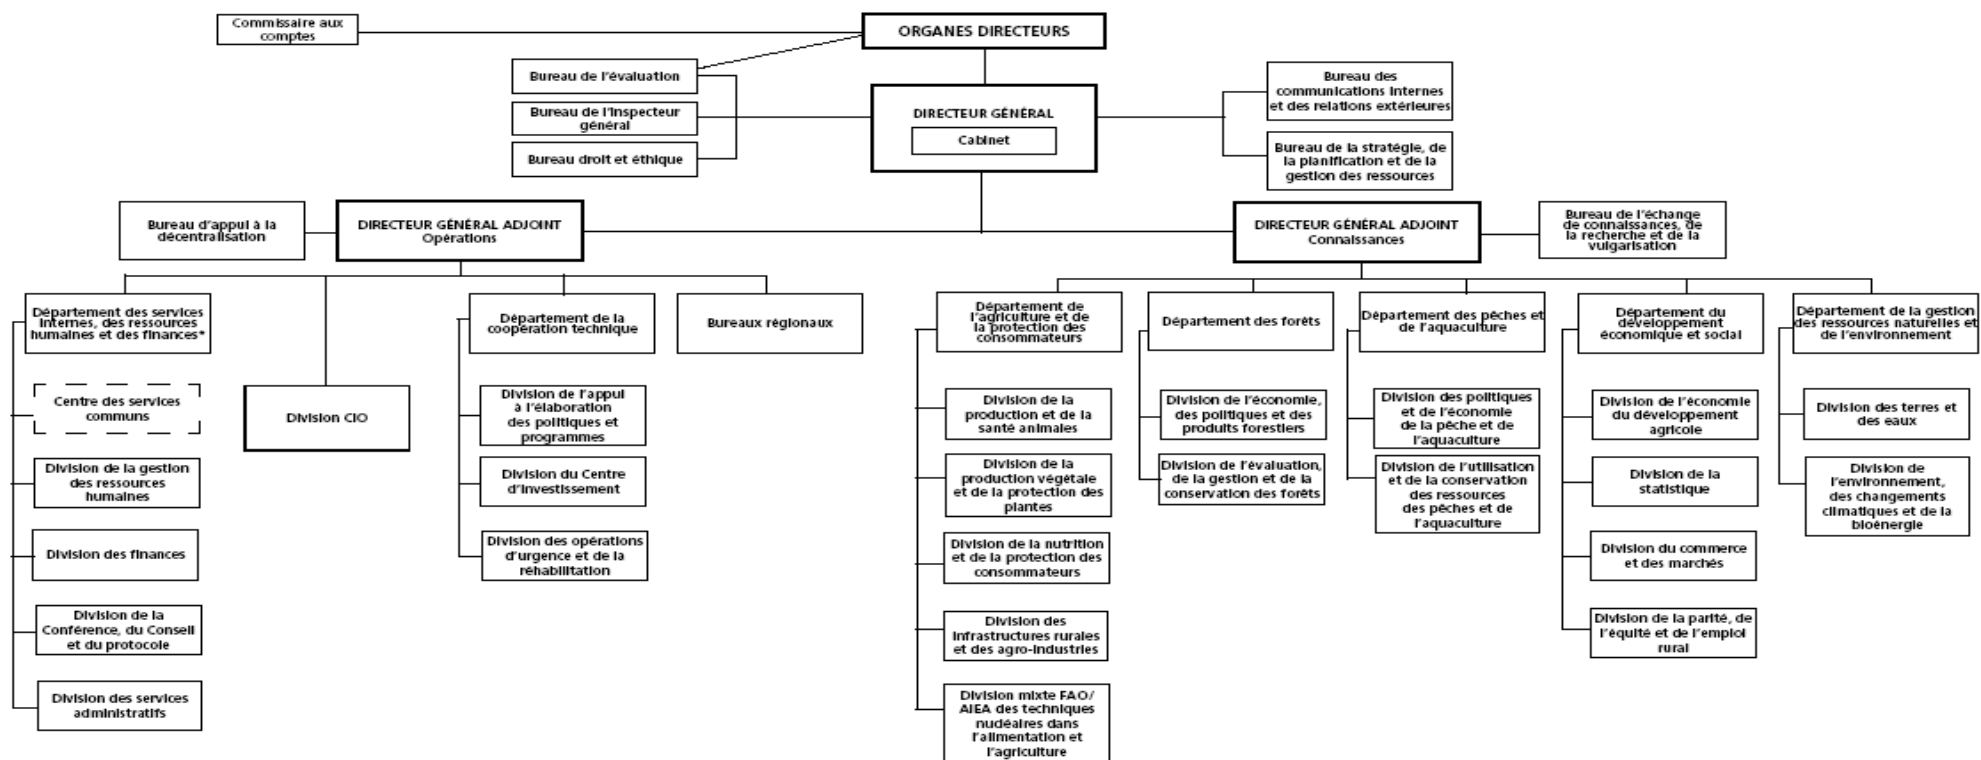 Commissaire aux
comptes
ORGANES DIRECTEURS
Bureau de l'évaluation
Bureau de l'Inspecteur
général
Bureau droit et éthique
DIRECTEUR GÉNÉRAL
Cabinet
Bureau des
communications internes
et des relations extérieures
Bureau de la stratégie, de
la planification et de la
gestion des ressources
Bureau d'appui à la
décentralisation
DIRECTEUR GÉNÉRAL ADJOINT
Opérations
DIRECTEUR GÉNÉRAL ADJOINT
Connaissances
Bureau de l'échange
de connaissances, de
la recherche et de la
vulgarisation
Département des services
internes, des ressources
humaines et des finances*
Centre des services
communs
Division de la gestion
des ressources
humaines
Division des finances
Division de la
Conférence, du Conseil
et du protocole
Division des services
administratifs
Division CIO
Département de la
coopération technique
Division de l'appui
à l'élaboration
des politiques et
programmes
Division du Centre
d'investissement
Division des opérations
d'urgence et de la
réhabilitation
Bureaux régionaux
Département de
l'agriculture et de
la protection des
consommateurs
Division de la
production et de la
santé animales
Division de la
production végétale
et de la protection des
plantes
Division de la nutrition
et de la protection des
consommateurs
Division des
infrastructures rurales
et des agro-industries
Division mixte FAO/
AIEA des techniques
nucléaires dans
l'alimentation et
l'agriculture
Département des forêts
Division de l'économie,
des politiques et des
produits forestiers
Division de l'évaluation,
de la gestion et de la
conservation des forêts
Département des pêches et
de l'aquaculture
Division des politiques
et de l'économie
de la pêche et de
l'aquaculture
Division de l'utilisation
et de la conservation
des ressources
des pêches et de
l'aquaculture
Département du
développement
économique et social
Division de l'économie
du développement
agricole
Division de la
statistique
Division du commerce
et des marchés
Division de la parité, de
l'équité et de l'emploi
rural
Département de la gestion
des ressources naturelles et
de l'environnement
Division des terres et
des eaux
Division de
l'environnement,
des changements
climatiques et de la
bioénergie